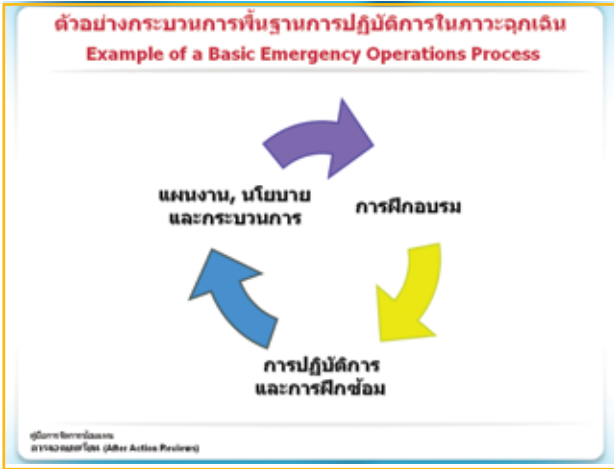 ตัวอย่างกระบวนการพื้นฐานการปฏิบัติการในภาวะฉุกเฉิน
Example of a Basic Emergency Operations Process
แผนงาน, นโยบาย
และกระบวนการ
การฝึกอบรม
การปฏิบัติการ
และการฝึกซ้อม
(After Action Reviews)